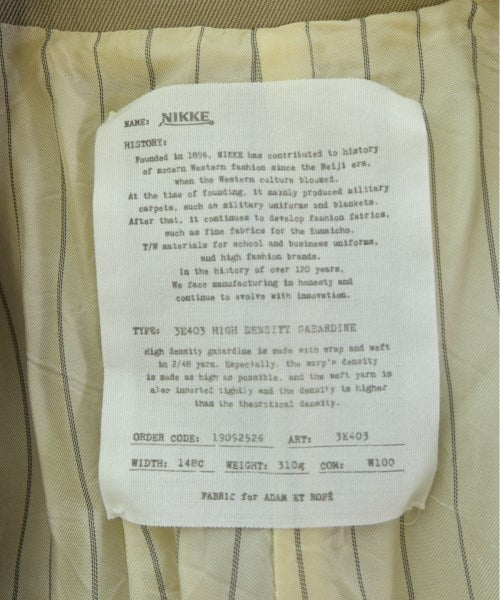 NAME: NIKKE
HISTORY:
Founded in 1896, NIKKE has contributed to history
of modern Western fashion since the Meiji era,
when the Western culture bloomed.
At the time of founding, it mainly produced military
carpets, such as military uniforms and blankets.
After that, it continues to develop fashion fabrics,
such as fine fabrics for the Kunaicho,
T/W materials for school and business uniforms,
and high fashion brands.
In the history of over 120 years,
We face manufacturing in honesty and
continue to evolve with innovation.
TYPE: 3E403 HIGH DENSITY GABARDINE
High density gabardine is made with wrap and weft
in 2/48 yarn. Especially, the warp's density
is made as high as possible, and the weft yarn is
also inserted tightly and the density is higher
than the theoretical density.
ORDER CODE: 19052526 ART: 3E403
WIDTH: 148C WEIGHT: 310g COM: W100
FABRIC for ADAM ET ROPÉ